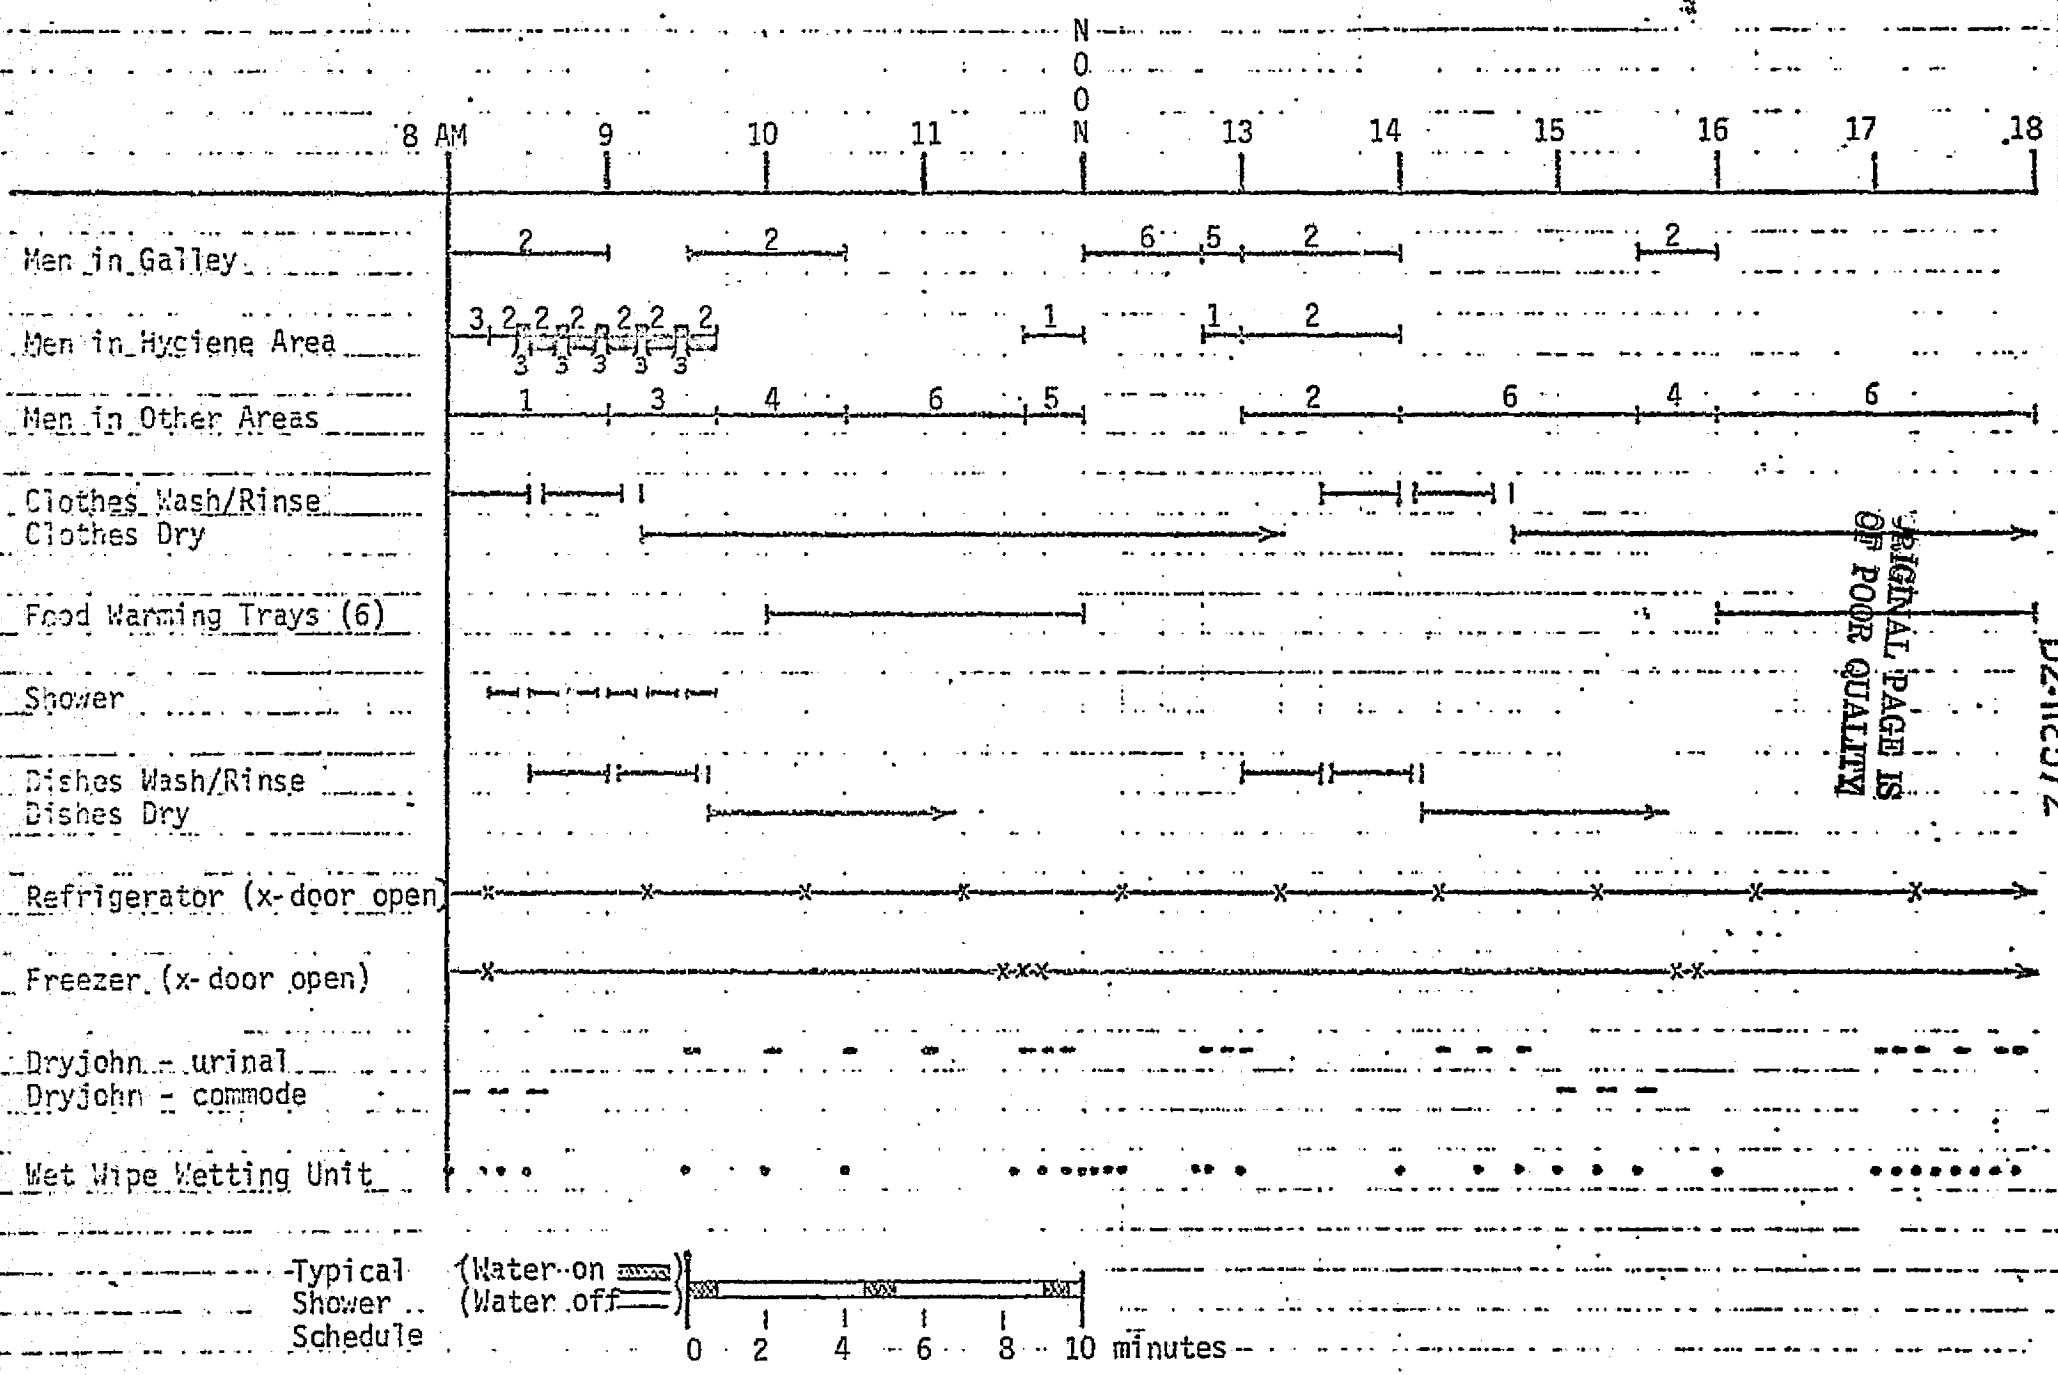 NOON
8 AM 9 10 11 13 14 15 16 17 18
2 2 6 5 2 2
Men in Galley
3 2 2 2 2 2 2 1 1 2
Men in Hygiene Area
3 3 3 3 3
1 3 4 6 5 2 6 4 6
Men in Other Areas
Clothes Wash/Rinse
Clothes Dry
Food Warming Trays (6)
Shower
Dishes Wash/Rinse
Dishes Dry
Refrigerator (x-door open)
x x x x x x x x x x
Freezer (x-door open)
x x x x x x
Dryjohn - urinal
Dryjohn - commode
Wet Wipe Wetting Unit
Typical (Water on )
Shower (Water off )
Schedule
0 2 4 6 8 10 minutes
ORIGINAL PAGE IS
OF POOR QUALITY